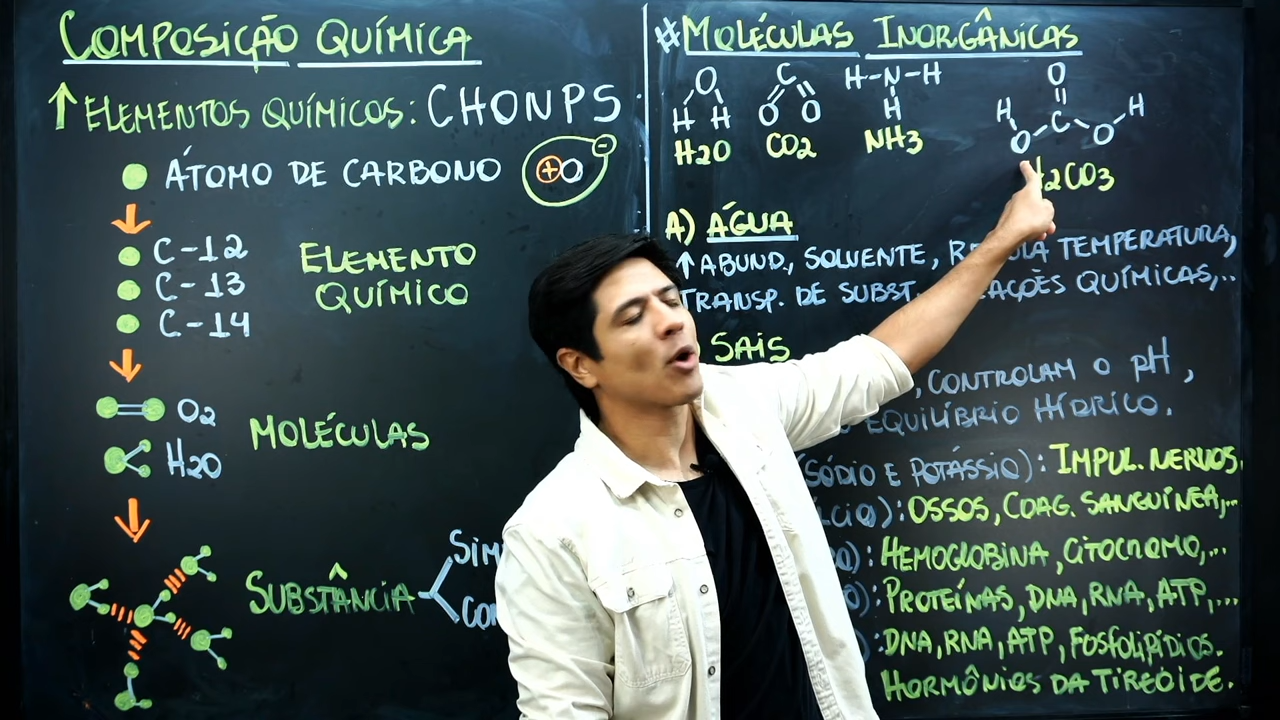 COMPOSIÇÃO QUÍMICA
↑ELEMENTOS QUÍMICOS: CHONPS
ÁTOMO DE CARBONO
+ O -
C-12
C-13
C-14
ELEMENTO
QUÍMICO
O2
H2O
MOLÉCULAS
SUBSTÂNCIA
#MOLÉCULAS INORGÂNICAS
O
H H
H2O
C
O O
CO2
H-N-H
H
NH3
O
H H
O C O
2CO3
A) ÁGUA
↑ABUND., SOLVENTE, TEMPERATURA,
TRANSP. DE SUBST. QUÍMICAS,..
SAIS
, CONTROLAM O pH,
EQUILÍBRIO HÍDRICO.
(SÓDIO E POTÁSSIO): IMPUL. NERVOS.
: OSSOS, COAG. SANGUÍNEA,..
: HEMOGLOBINA, CITOCROMO,..
: PROTEÍNAS, DNA, RNA, ATP,...
: DNA, RNA, ATP, FOSFOLIPÍDIOS.
HORMÔNIOS DA TIREÓIDE.